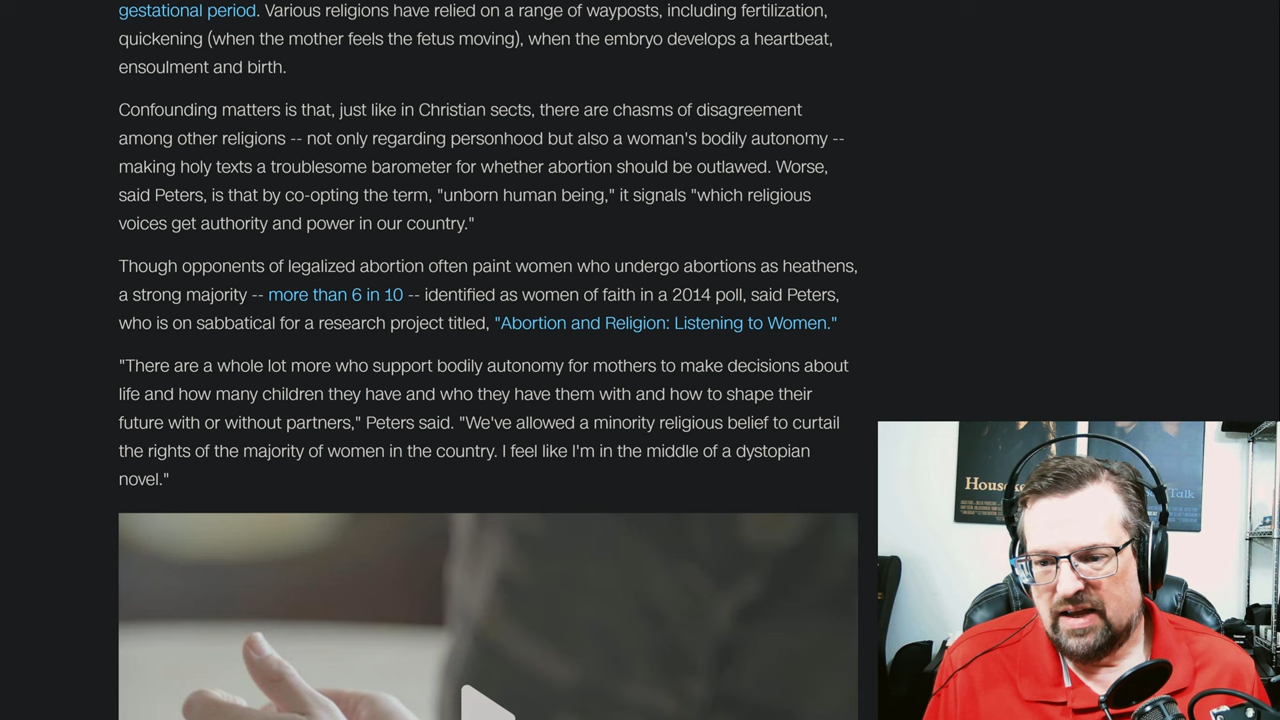 gestational period. Various religions have relied on a range of wayposts, including fertilization,
quickening (when the mother feels the fetus moving), when the embryo develops a heartbeat,
ensoulment and birth.
Confounding matters is that, just like in Christian sects, there are chasms of disagreement
among other religions -- not only regarding personhood but also a woman's bodily autonomy --
making holy texts a troublesome barometer for whether abortion should be outlawed. Worse,
said Peters, is that by co-opting the term, "unborn human being," it signals "which religious
voices get authority and power in our country."
Though opponents of legalized abortion often paint women who undergo abortions as heathens,
a strong majority -- more than 6 in 10 -- identified as women of faith in a 2014 poll, said Peters,
who is on sabbatical for a research project titled, "Abortion and Religion: Listening to Women."
"There are a whole lot more who support bodily autonomy for mothers to make decisions about
life and how many children they have and who they have them with and how to shape their
future with or without partners," Peters said. "We've allowed a minority religious belief to curtail
the rights of the majority of women in the country. I feel like I'm in the middle of a dystopian
novel."
Talk